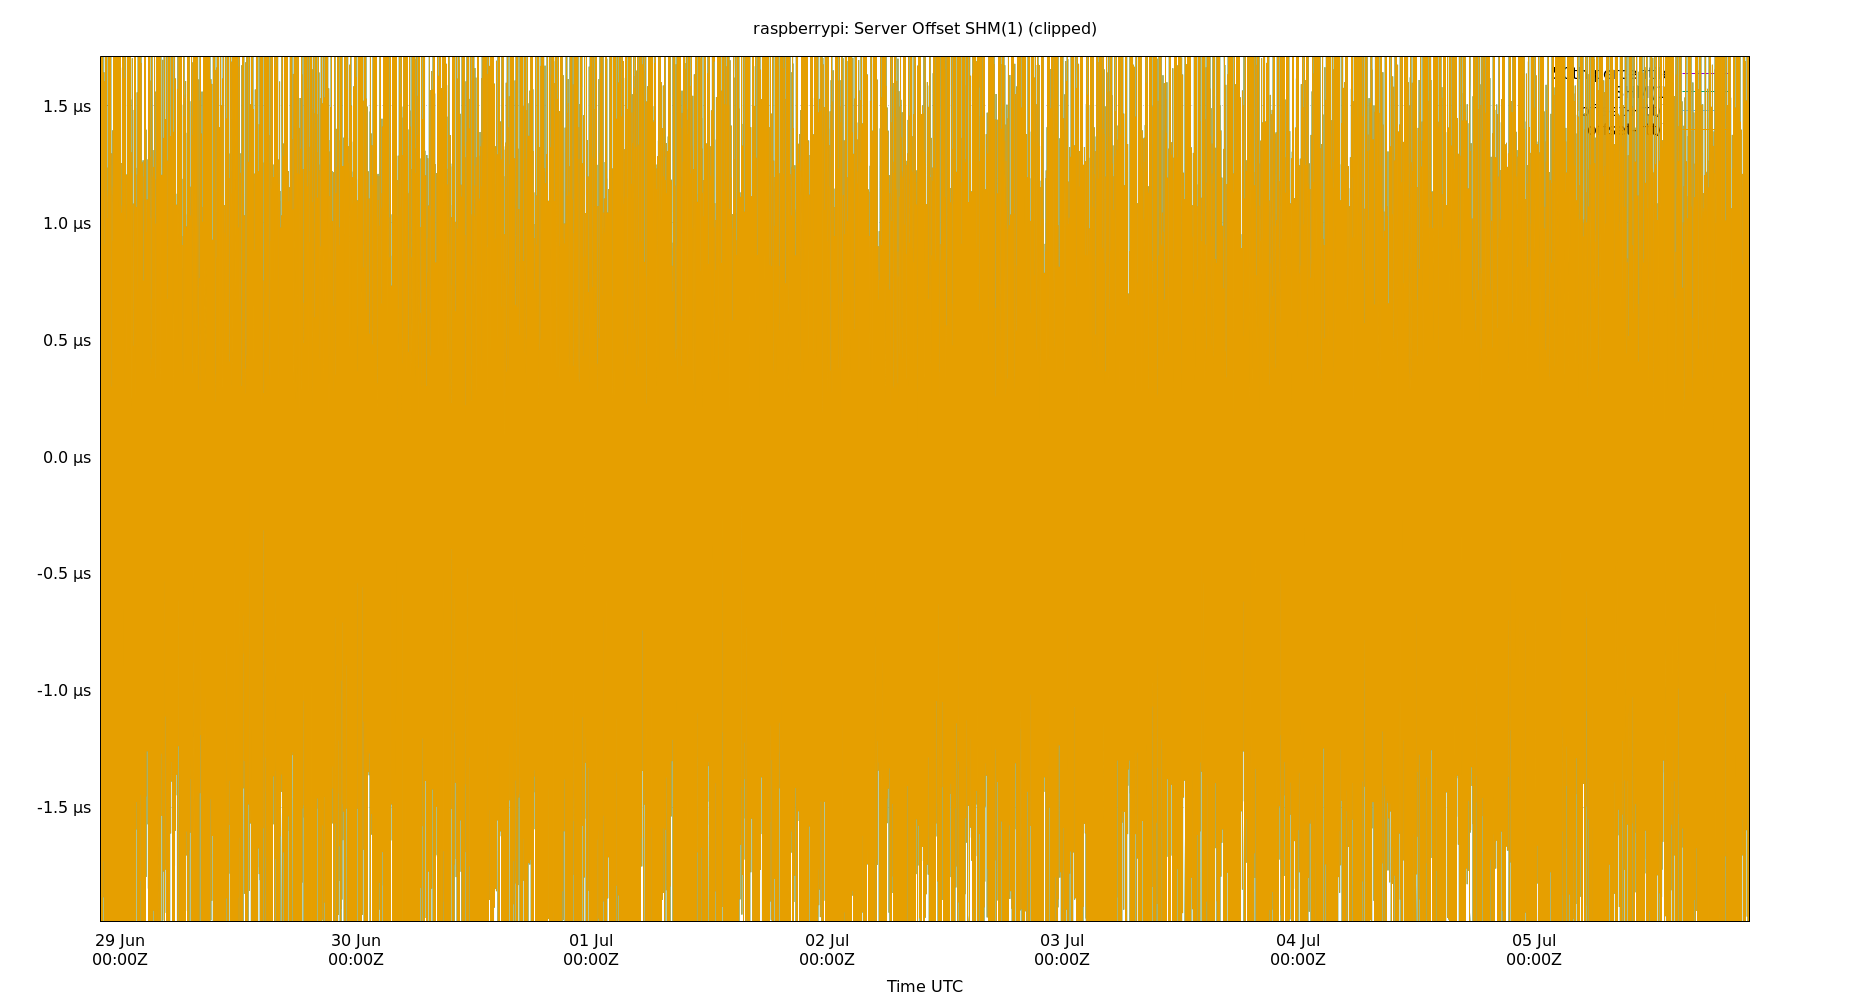 raspberrypi: Server Offset SHM(1) (clipped)
1.5 µs
1.0 µs
0.5 µs
0.0 µs
-0.5 µs
-1.0 µs
-1.5 µs
29 Jun 30 Jun 01 Jul 02 Jul 03 Jul 04 Jul 05 Jul
00:00Z 00:00Z 00:00Z 00:00Z 00:00Z 00:00Z 00:00Z
Time UTC